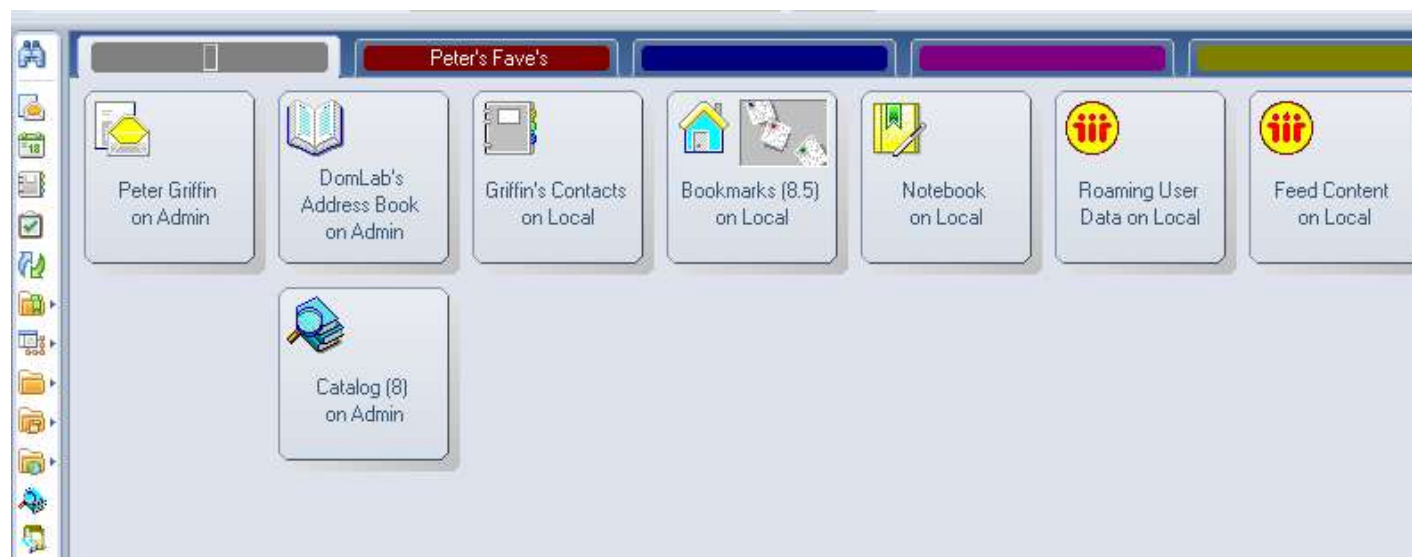 Peter's Fave's
Peter Griffin
on Admin
DomLab's
Address Book
on Admin
Griffin's Contacts
on Local
Bookmarks (8.5)
on Local
Notebook
on Local
Roaming User
Data on Local
Feed Content
on Local
Catalog (8)
on Admin
18